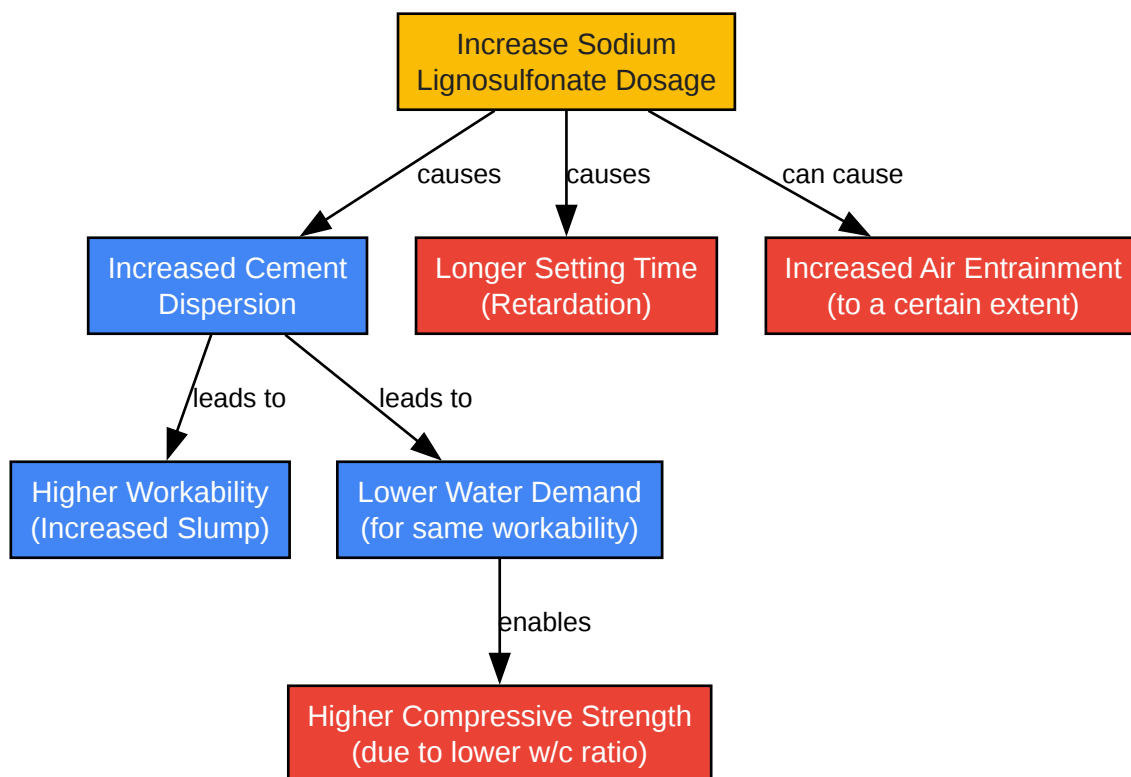 Increase Sodium
Lignosulfonate Dosage
causes
causes
can cause
Increased Cement
Dispersion
Longer Setting Time
(Retardation)
Increased Air Entrainment
(to a certain extent)
leads to
leads to
Higher Workability
(Increased Slump)
Lower Water Demand
(for same workability)
enables
Higher Compressive Strength
(due to lower w/c ratio)